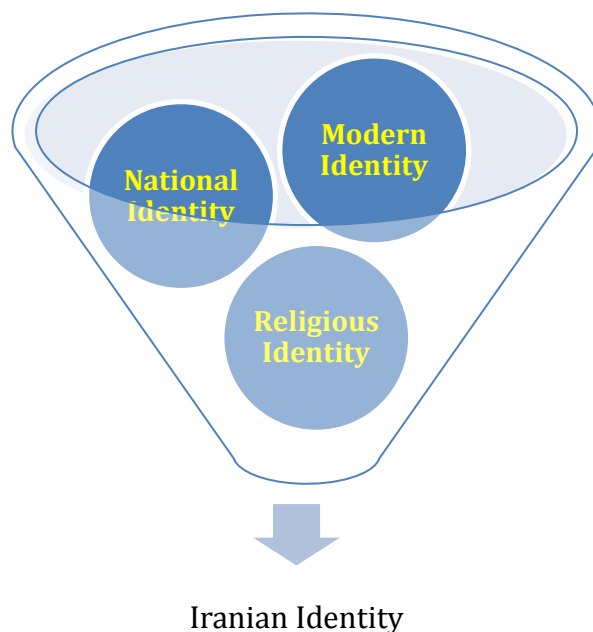 Modern
Identity
National
Identity
Religious
Identity
Iranian Identity